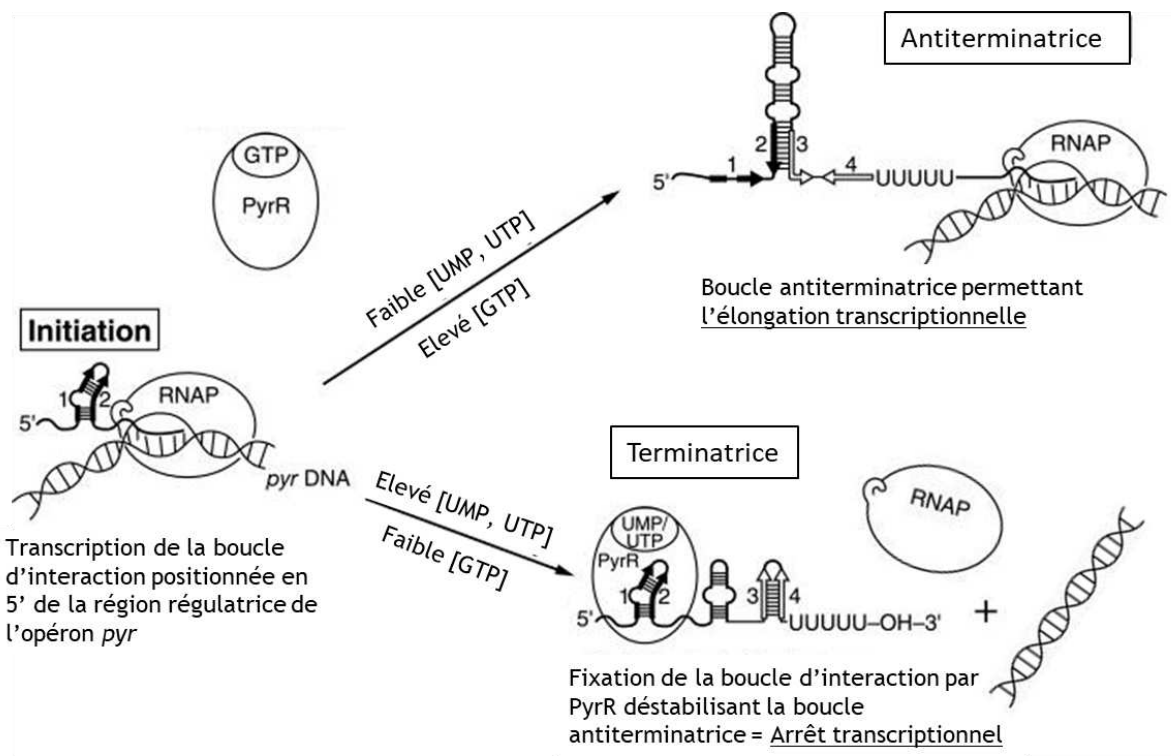 Antiterminatrice
GTP
PyrR
Faible [UMP, UTP]
Elevé [GTP]
5'
1
2
3
4
UUUUU
RNAP
Boucle antiterminatrice permettant
l'élongation transcriptionnelle
Initiation
1
2
5'
RNAP
pyr DNA
Transcription de la boucle
d'interaction positionnée en
5' de la région régulatrice de
l'opéron pyr
Elevé [UMP, UTP]
Faible [GTP]
Terminatrice
UMP/
UTP
PyrR
1
2
3
4
5'
UUUUU–OH–3'
RNAP
+
Fixation de la boucle d'interaction par
PyrR déstabilisant la boucle
antiterminatrice = Arrêt transcriptionnel